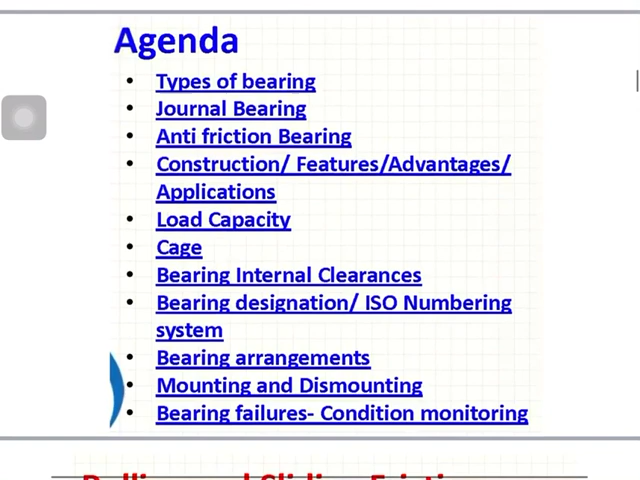 Agenda
• Types of bearing
• Journal Bearing
• Anti friction Bearing
• Construction/ Features/Advantages/
Applications
• Load Capacity
• Cage
• Bearing Internal Clearances
• Bearing designation/ ISO Numbering
system
• Bearing arrangements
• Mounting and Dismounting
• Bearing failures- Condition monitoring